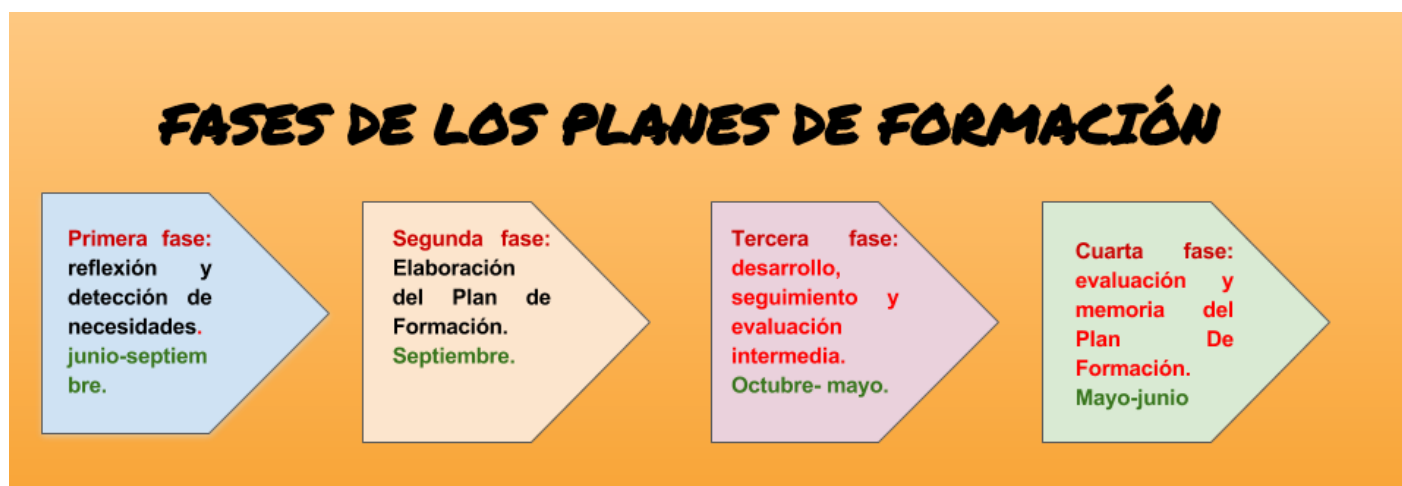 FASES DE LOS PLANES DE FORMACIÓN
Primera fase:
reflexión y
detección de
necesidades.
junio-septiem
bre.
Segunda fase:
Elaboración
del Plan de
Formación.
Septiembre.
Tercera fase:
desarrollo,
seguimiento y
evaluación
intermedia.
Octubre- mayo.
Cuarta fase:
evaluación y
memoria del
Plan De
Formación.
Mayo-junio